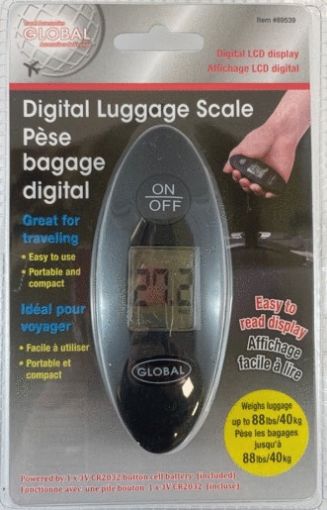 Item #69539
GLOBAL
Digital LCD display
Affichage LCD digital
Digital Luggage Scale
Pèse
bagage
digital
ON
OFF
Great for
traveling
• Easy to use
• Portable and
compact
27.2
Idéal pour
voyager
• Facile à utiliser
• Portable et
compact
GLOBAL
Easy to
read display
Affichage
facile à lire
Weighs luggage
up to 88lbs/40kg
Pèse les bagages
jusqu'à
88lbs/40kg
Powered by 1 x 3V CR2032 button cell battery (included)
Fonctionne avec une pile bouton 1 x 3V CR2032 (incluse)